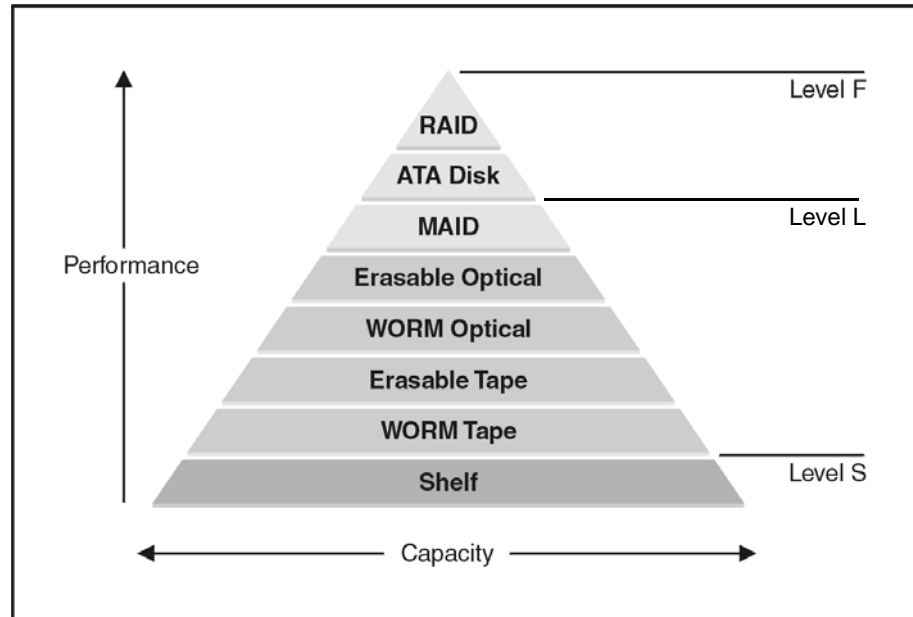 Level F
RAID
ATA Disk
Level L
MAID
Performance
Erasable Optical
WORM Optical
Erasable Tape
WORM Tape
Level S
Shelf
Capacity